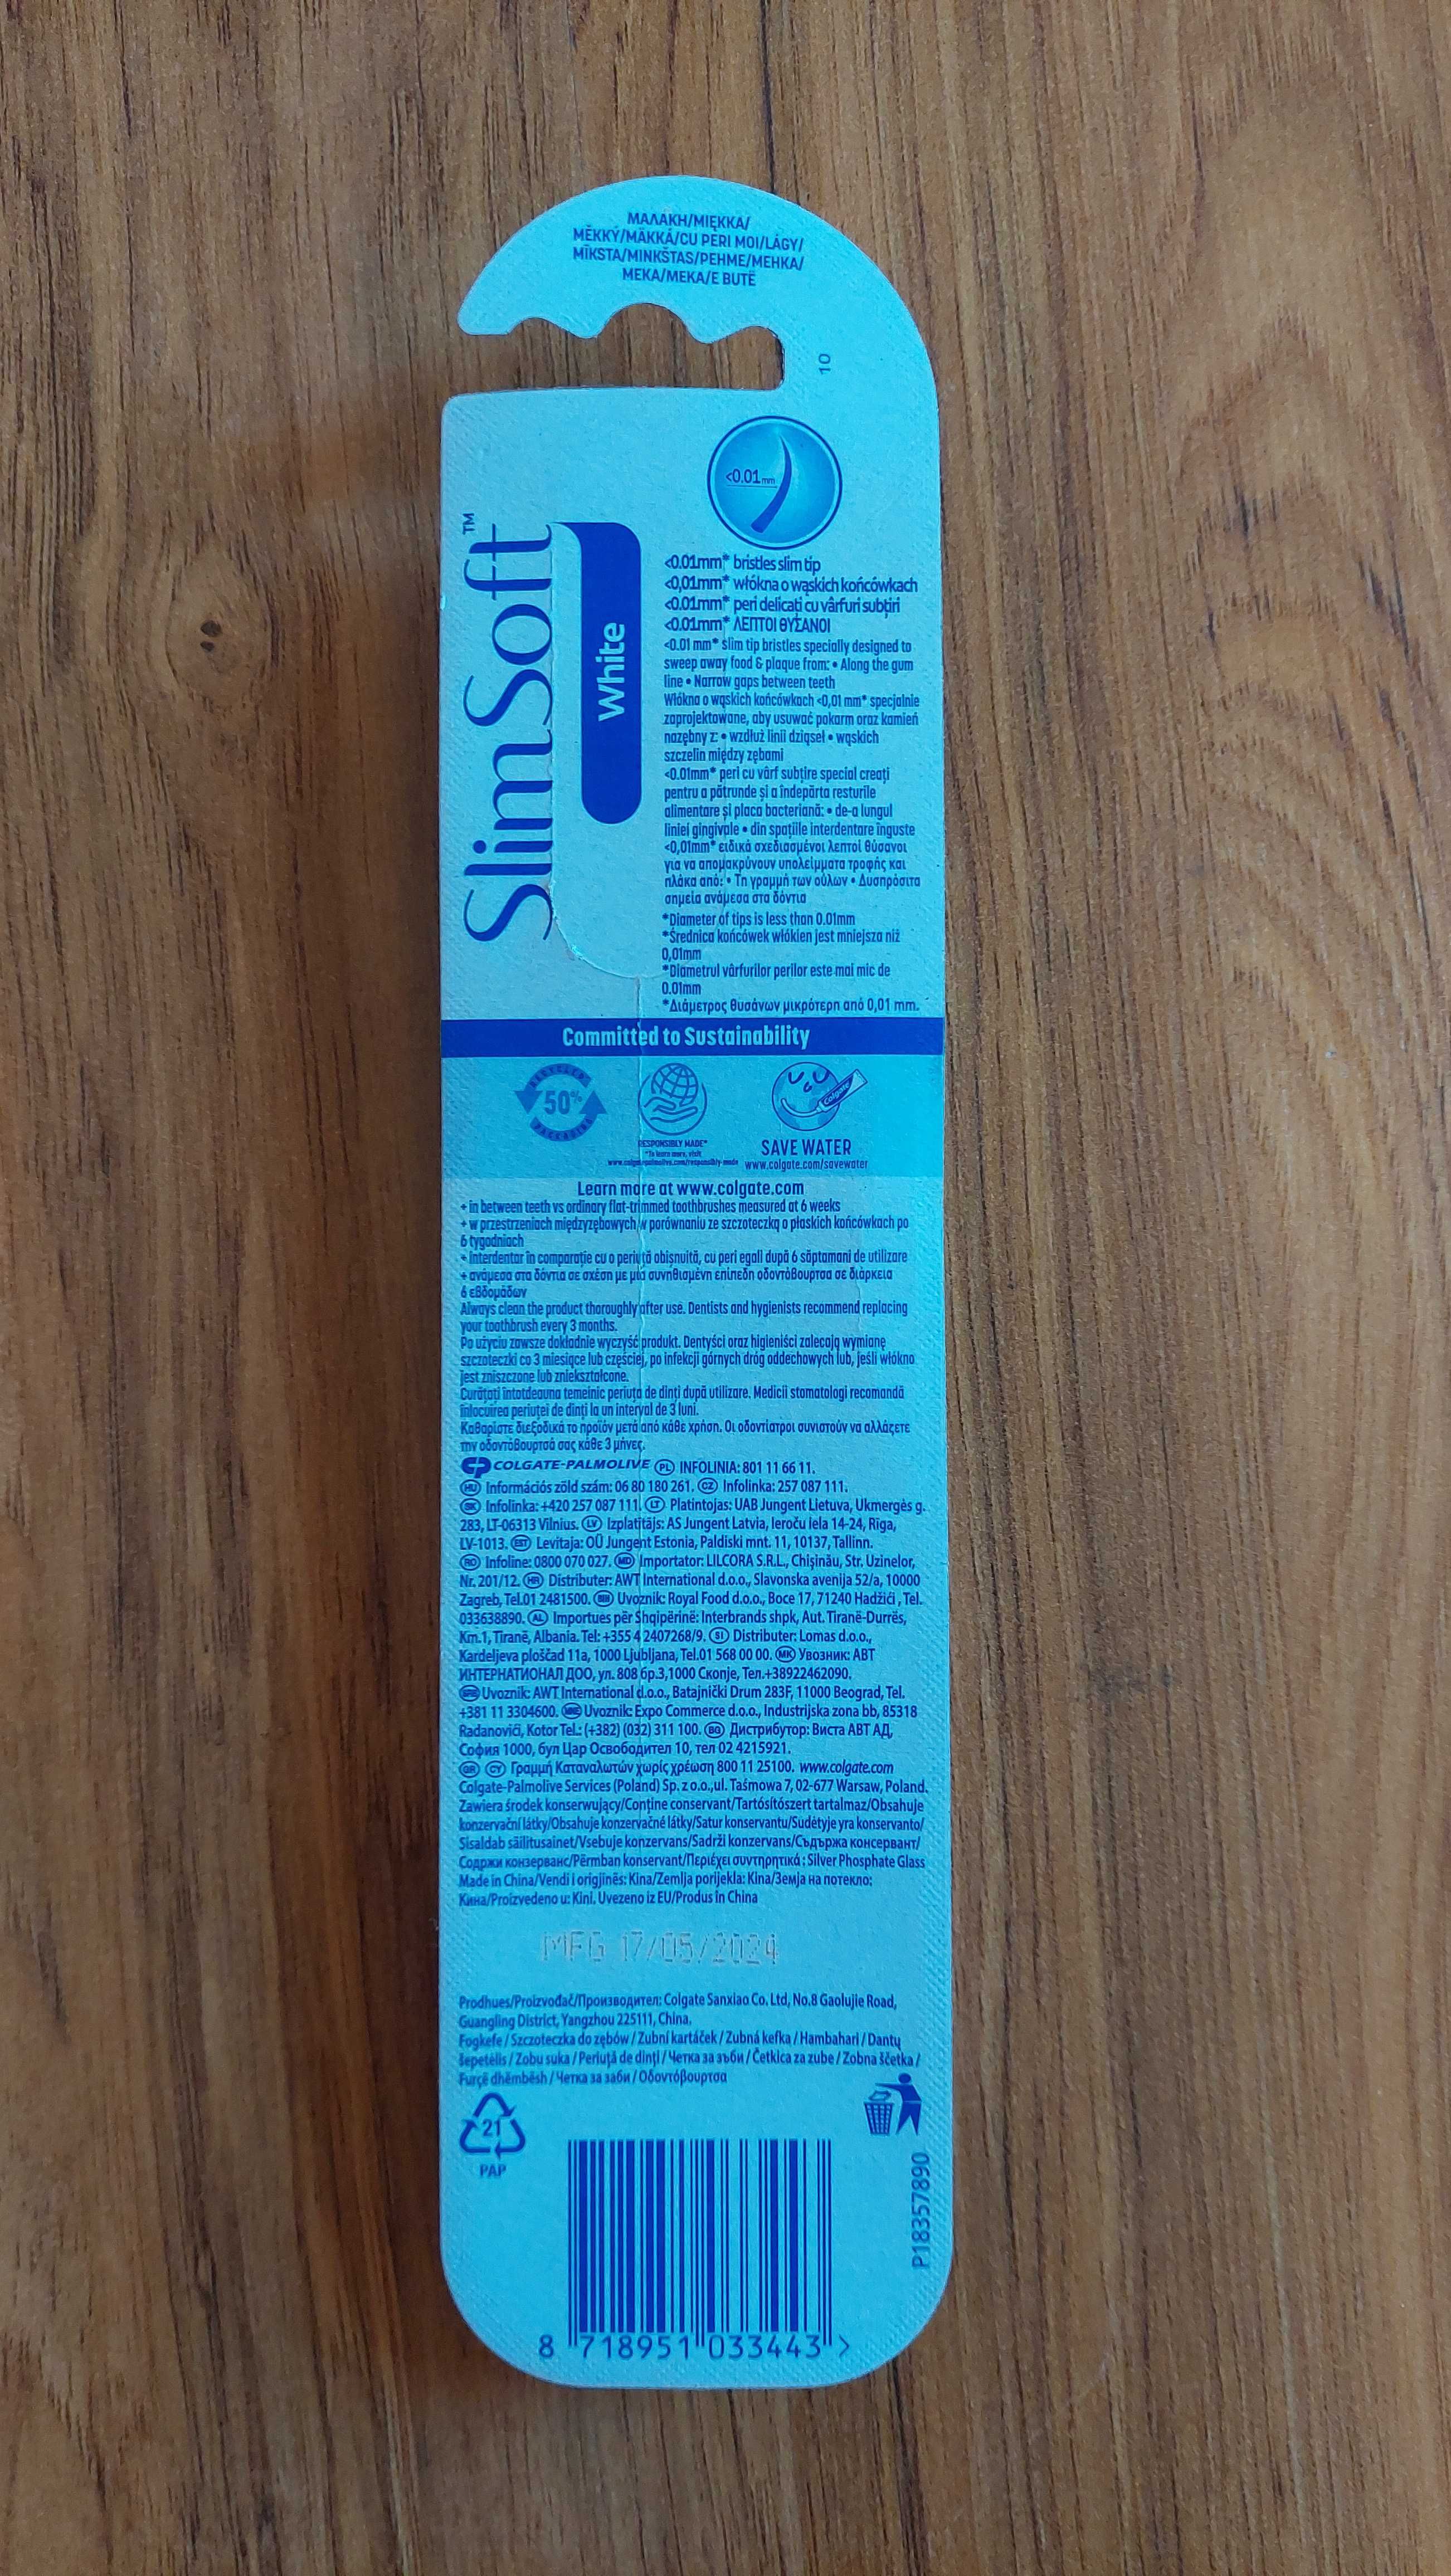 ΜΑΛΑΚΗ/MIĘKKA/
MĚKKÝ/MÄKKÁ/CU PERI MOI/LÁGY/
MĪKSTA/MINKŠTAS/PEHME/MEHKA/
MEKA/МЕКА/E BUTË
10
<0.01mm
SlimSoft™
White
<0.01mm* bristles slim tip
<0,01mm* włókna o wąskich końcówkach
<0.01mm* peri delicați cu vârfuri subțiri
<0.01mm* ΛΕΠΤΟΙ ΘΥΣΑΝΟΙ
<0.01 mm* slim tip bristles specially designed to
sweep away food & plaque from: • Along the gum
line • Narrow gaps between teeth
Włókna o wąskich końcówkach <0,01 mm* specjalnie
zaprojektowane, aby usuwać pokarm oraz kamień
nazębny z: • wzdłuż linii dziąseł • wąskich
szczelin między zębami
<0.01mm* peri cu vârf subțire special creați
pentru a pătrunde și a îndepărta resturile
alimentare și placa bacteriană: • de-a lungul
liniei gingivale • din spațiile interdentare înguste
<0,01mm* ειδικά σχεδιασμένοι λεπτοί θύσανοι
για να απομακρύνουν υπολείμματα τροφής και
πλάκα από: • Τη γραμμή των ούλων • Δυσπρόσιτα
σημεία ανάμεσα στα δόντια
*Diameter of tips is less than 0.01mm
*Średnica końcówek włókien jest mniejsza niż
0,01mm
*Diametrul vârfurilor perilor este mai mic de
0.01mm
*Διάμετρος θυσάνων μικρότερη από 0,01 mm.
Committed to Sustainability
RECYCLED
50%
PACKAGING
RESPONSIBLY MADE*
*To learn more, visit
www.colgatepalmolive.com/responsibly-made
Colgate
SAVE WATER
www.colgate.com/savewater
Learn more at www.colgate.com
+ in between teeth vs ordinary flat-trimmed toothbrushes measured at 6 weeks
+ w przestrzeniach międzyzębowych w porównaniu ze szczoteczką o płaskich końcówkach po
6 tygodniach
+ Interdentar în comparație cu o periuță obișnuită, cu peri egali după 6 săptamani de utilizare
+ ανάμεσα στα δόντια σε σχέση με μια συνηθισμένη επίπεδη οδοντόβουρτσα σε διάρκεια
6 εβδομάδων
Always clean the product thoroughly after use. Dentists and hygienists recommend replacing
your toothbrush every 3 months.
Po użyciu zawsze dokładnie wyczyść produkt. Dentyści oraz higieniści zalecają wymianę
szczoteczki co 3 miesiące lub częściej, po infekcji górnych dróg oddechowych lub, jeśli włókno
jest zniszczone lub zniekształcone.
Curățați întotdeauna temeinic periuța de dinți după utilizare. Medicii stomatologi recomandă
înlocuirea periuței de dinți la un interval de 3 luni.
Καθαρίστε διεξοδικά το προϊόν μετά από κάθε χρήση. Οι οδοντίατροι συνιστούν να αλλάζετε
την οδοντόβουρτσά σας κάθε 3 μήνες.
CP COLGATE-PALMOLIVE PL INFOLINIA: 801 11 66 11.
HU Információs zöld szám: 06 80 180 261. CZ Infolinka: 257 087 111.
SK Infolinka: +420 257 087 111. LT Platintojas: UAB Jungent Lietuva, Ukmergės g.
283, LT-06313 Vilnius. LV Izplatītājs: AS Jungent Latvia, Ieroču iela 14-24, Rīga,
LV-1013. EST Levitaja: OÜ Jungent Estonia, Paldiski mnt. 11, 10137, Tallinn.
RO Infoline: 0800 070 027. MD Importator: LILCORA S.R.L., Chișinău, Str. Uzinelor,
Nr. 201/12. HR Distributer: AWT International d.o.o., Slavonska avenija 52/a, 10000
Zagreb, Tel.01 2481500. BIH Uvoznik: Royal Food d.o.o., Boce 17, 71240 Hadžići , Tel.
033638890. AL Importues për Shqipërinë: Interbrands shpk, Aut. Tiranë-Durrës,
Km.1, Tiranë, Albania. Tel: +355 4 2407268/9. SI Distributer: Lomas d.o.o.,
Kardeljeva ploščad 11a, 1000 Ljubljana, Tel.01 568 00 00. MK Увозник: АВТ
ИНТЕРНАТИОНАЛ ДОО, ул. 808 бр.3,1000 Скопје, Тел.+38922462090.
SRB Uvoznik: AWT International d.o.o., Batajnički Drum 283F, 11000 Beograd, Tel.
+381 11 3304600. MNE Uvoznik: Expo Commerce d.o.o., Industrijska zona bb, 85318
Radanovići, Kotor Tel.: (+382) (032) 311 100. BG Дистрибутор: Виста АВТ АД,
София 1000, бул Цар Освободител 10, тел 02 4215921.
GR CY Γραμμή Καταναλωτών χωρίς χρέωση 800 11 25100. www.colgate.com
Colgate-Palmolive Services (Poland) Sp. z o.o.,ul. Taśmowa 7, 02-677 Warsaw, Poland.
Zawiera środek konserwujący/Conține conservant/Tartósítószert tartalmaz/Obsahuje
konzervační látky/Obsahuje konzervačné látky/Satur konservantu/Sudėtyje yra konservanto/
Sisaldab säilitusainet/Vsebuje konzervans/Sadrži konzervans/Съдържа консервант/
Содржи конзерванс/Përmban konservant/Περιέχει συντηρητικά : Silver Phosphate Glass
Made in China/Vendi i origjinës: Kina/Zemlja porijekla: Kina/Земја на потекло:
Кина/Proizvedeno u: Kini. Uvezeno iz EU/Produs în China
MFG 17/05/2024
Prodhues/Proizvođač/Производител: Colgate Sanxiao Co. Ltd, No.8 Gaolujie Road,
Guangling District, Yangzhou 225111, China.
Fogkefe / Szczoteczka do zębów / Zubní kartáček / Zubná kefka / Hambahari / Dantų
šepetėlis / Zobu suka / Periuță de dinți / Четка за зъби / Četkica za zube / Zobna ščetka /
Furçë dhëmbësh / Четка за заби / Οδοντόβουρτσα
21
PAP
P18357890
8 718951 033443 >